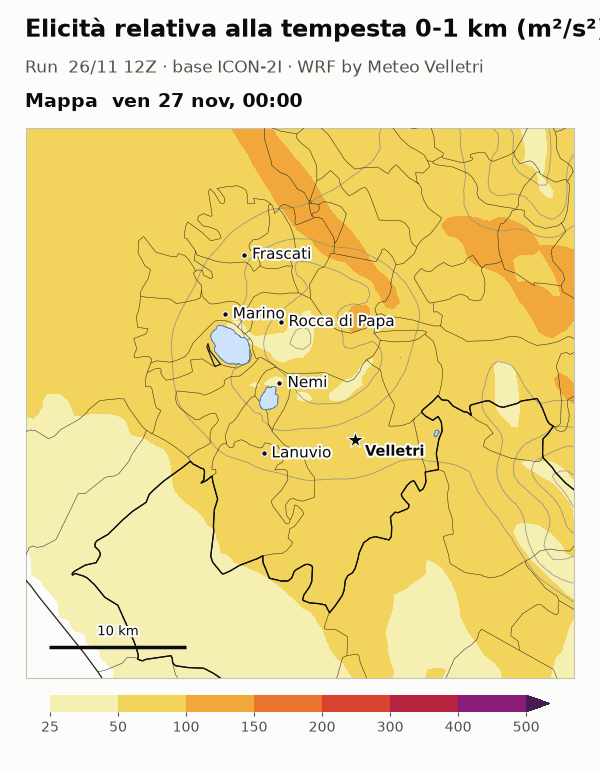 Elicità relativa alla tempesta 0-1 km (m²/s²)
Run 26/11 12Z · base ICON-2I · WRF by Meteo Velletri
Mappa ven 27 nov, 00:00
Frascati
Marino
Rocca di Papa
Nemi
Velletri
Lanuvio
10 km
25 50 100 150 200 300 400 500